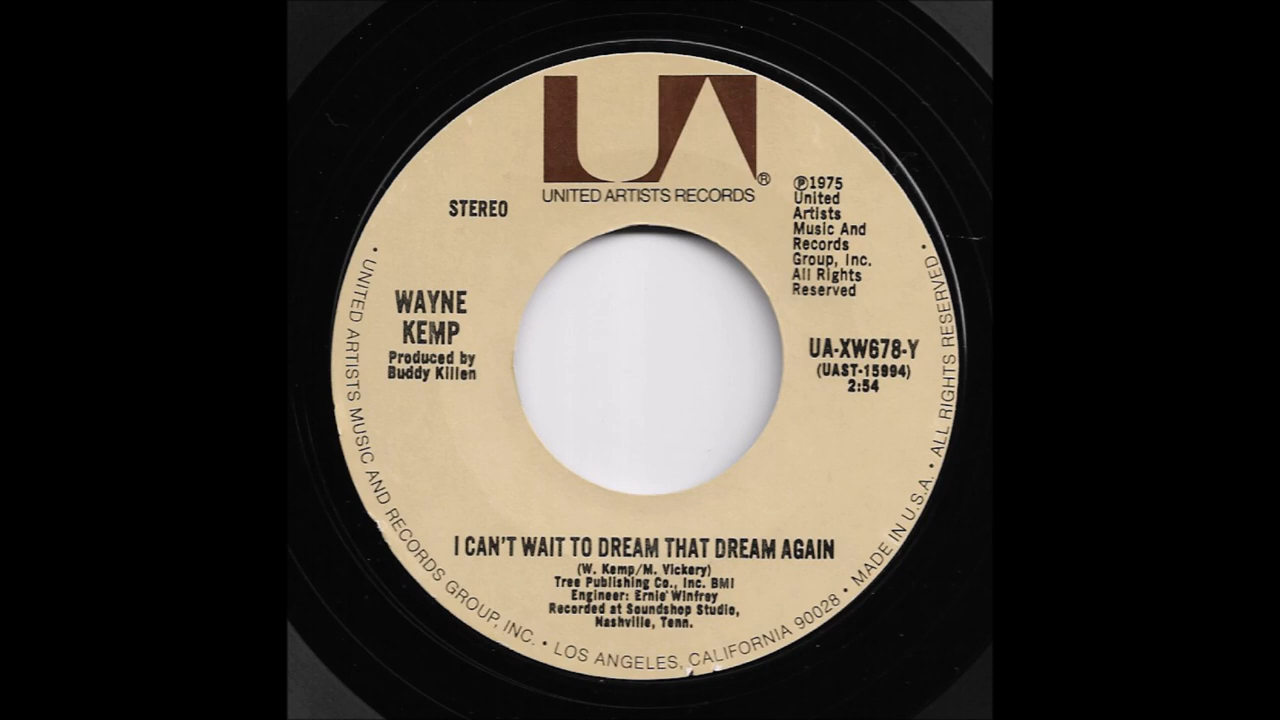 UA
®
UNITED ARTISTS RECORDS
STEREO
℗1975
United
Artists
Music And
Records
Group, Inc.
All Rights
Reserved
WAYNE
KEMP
Produced by
Buddy Killen
UA-XW678-Y
(UAST-15994)
2:54
I CAN'T WAIT TO DREAM THAT DREAM AGAIN
(W. Kemp/M. Vickery)
Tree Publishing Co., Inc. BMI
Engineer: Ernie Winfrey
Recorded at Soundshop Studio,
Nashville, Tenn.
• UNITED ARTISTS MUSIC AND RECORDS GROUP, INC. • LOS ANGELES, CALIFORNIA 90028 • MADE IN U.S.A. • ALL RIGHTS RESERVED •